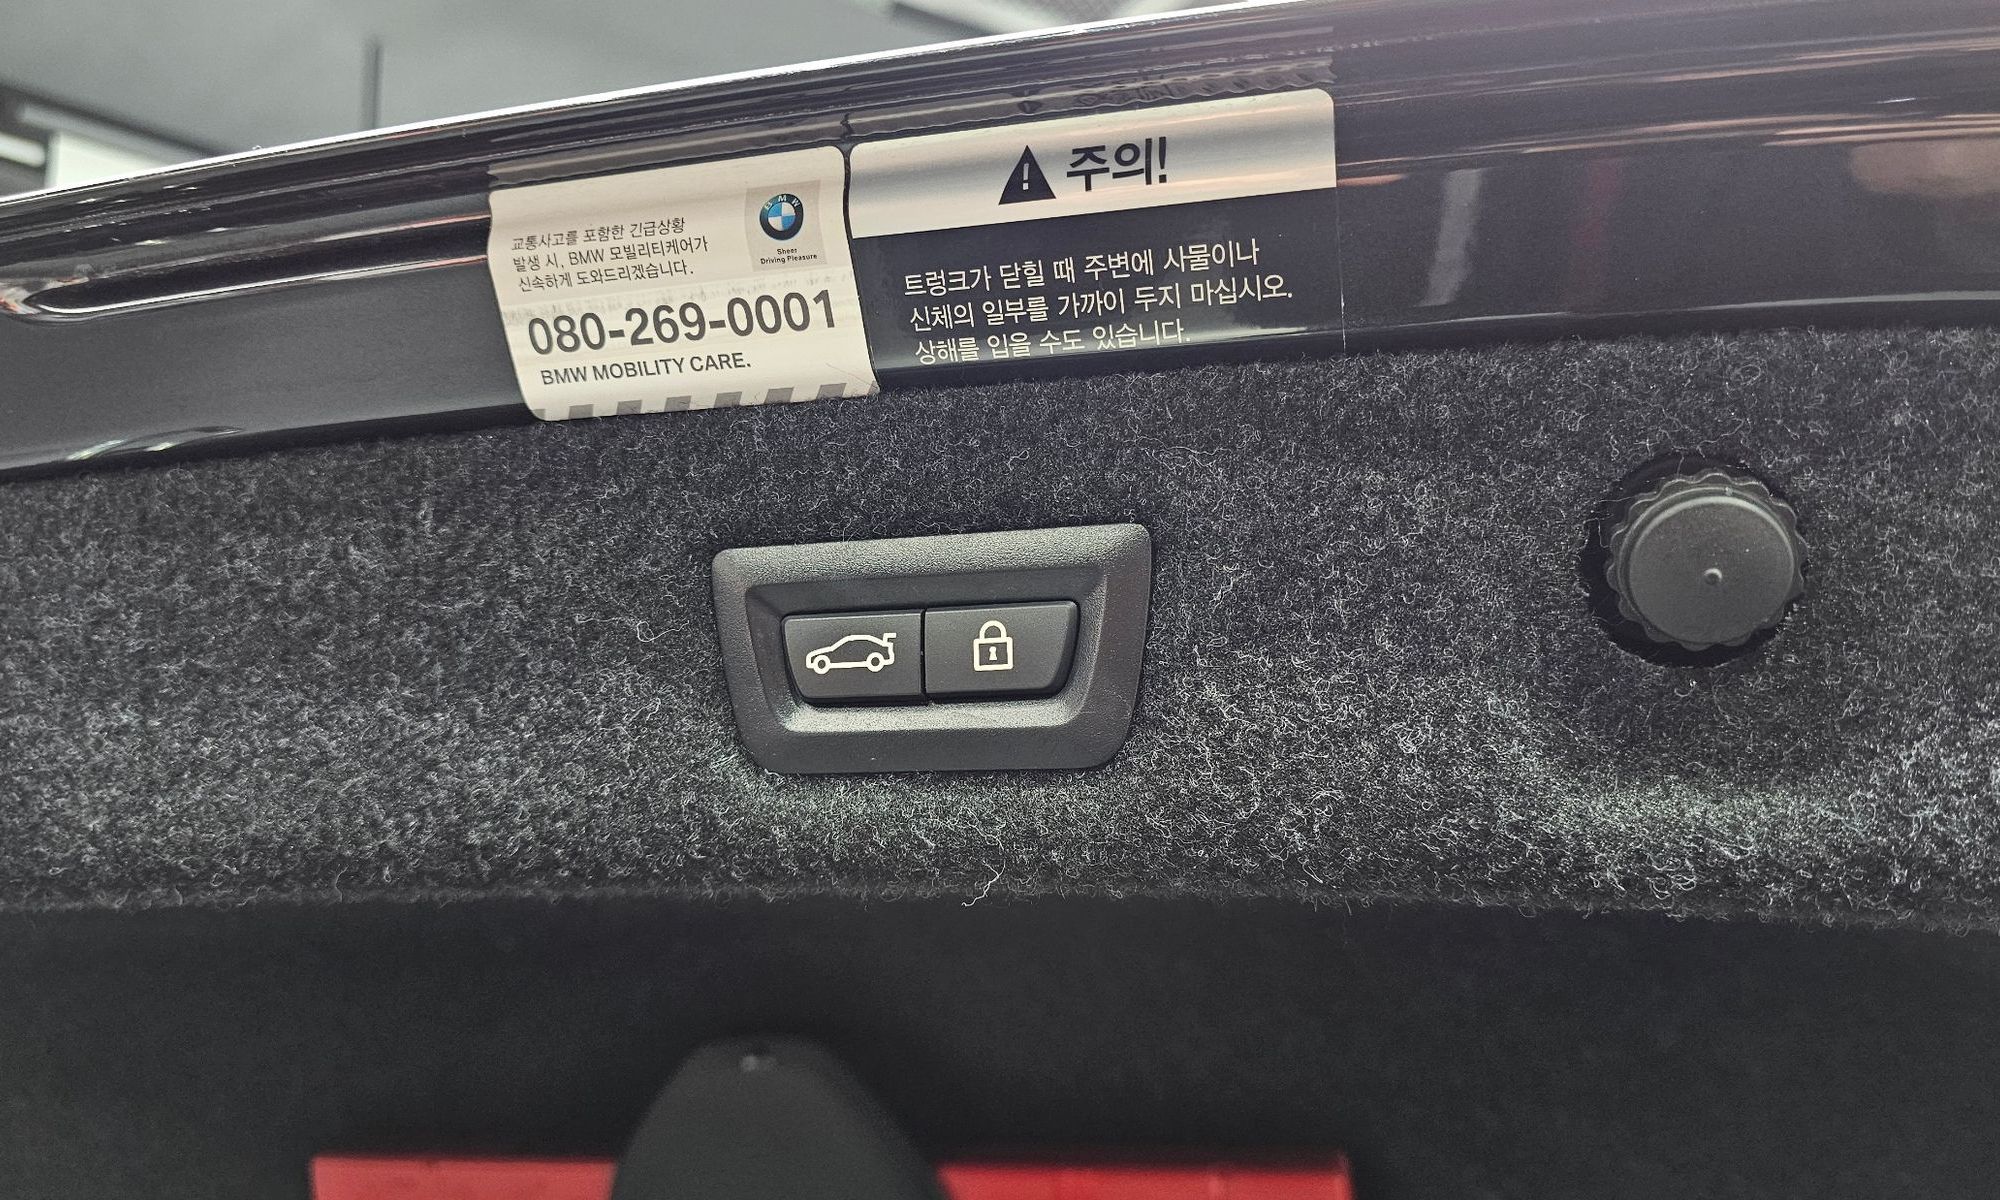 교통사고를 포함한 긴급상황
발생 시, BMW 모빌리티케어가
신속하게 도와드리겠습니다.
BMW
Sheer
Driving Pleasure
080-269-0001
BMW MOBILITY CARE.
주의!
트렁크가 닫힐 때 주변에 사물이나
신체의 일부를 가까이 두지 마십시오.
상해를 입을 수도 있습니다.